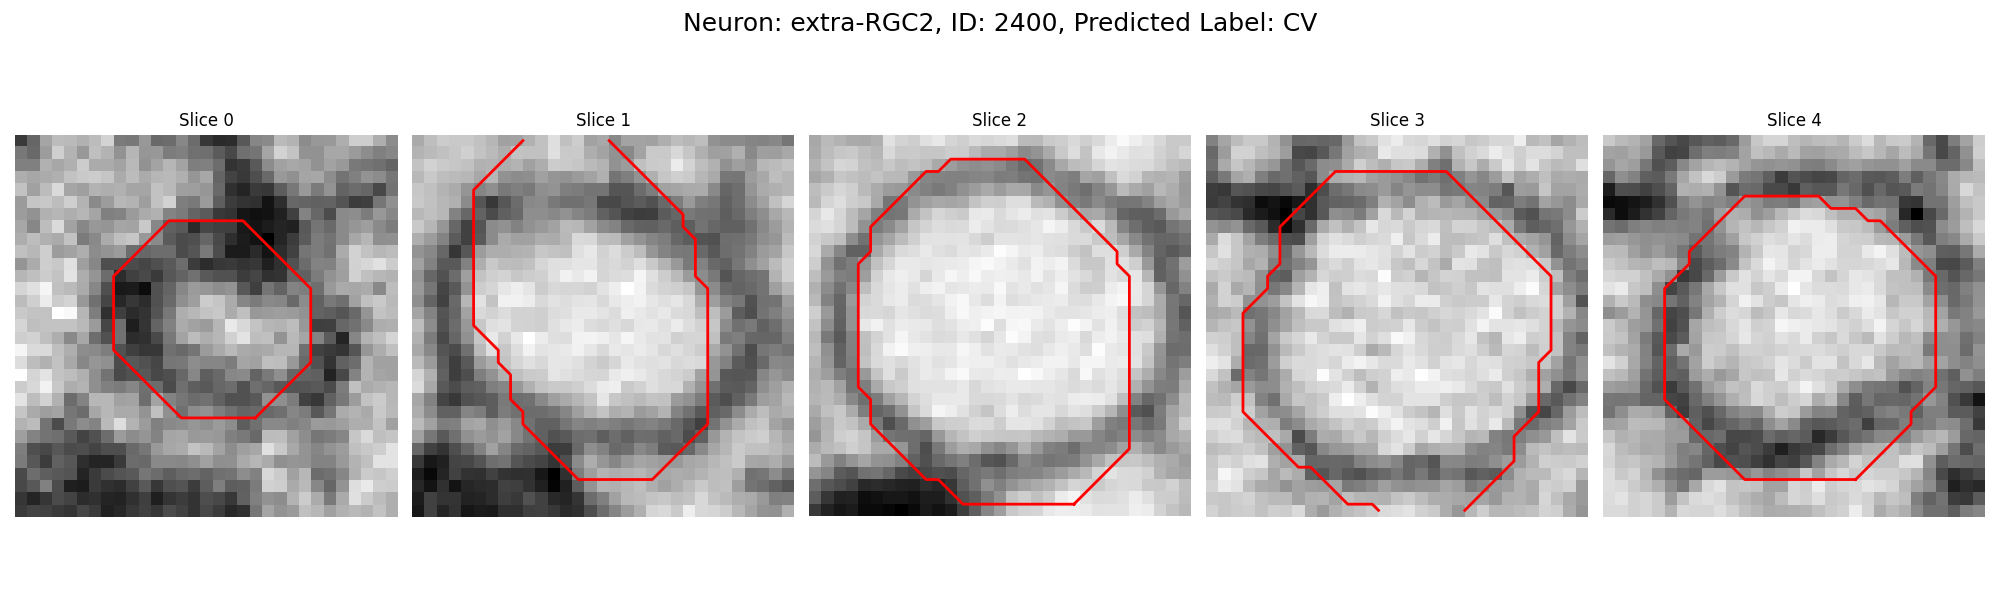 Neuron: extra-RGC2, ID: 2400, Predicted Label: CV
Slice 0
Slice 1
Slice 2
Slice 3
Slice 4